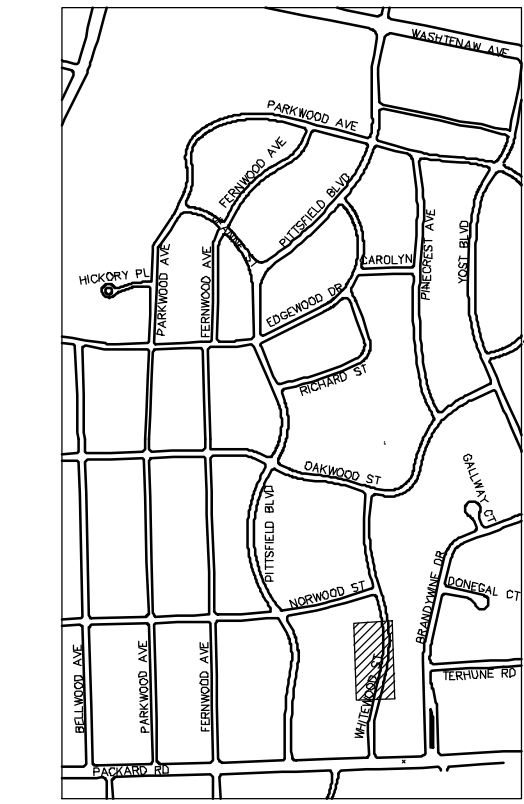 WASHTENAW AVE
PARKWOOD AVE
FERNWOOD AVE
PITTSFIELD BLVD
CAROLYN
PINECREST AVE
YOST BLVD
HICKORY PL
PARKWOOD AVE
FERNWOOD AVE
EDGEWOOD DR
RICHARD ST
OAKWOOD ST
GALLWAY CT
PITTSFIELD BLVD
NORWOOD ST
BRANDYWINE DR
DONEGAL CT
BELLWOOD AVE
PARKWOOD AVE
FERNWOOD AVE
WHITEWOOD ST
TERHUNE RD
PACKARD RD